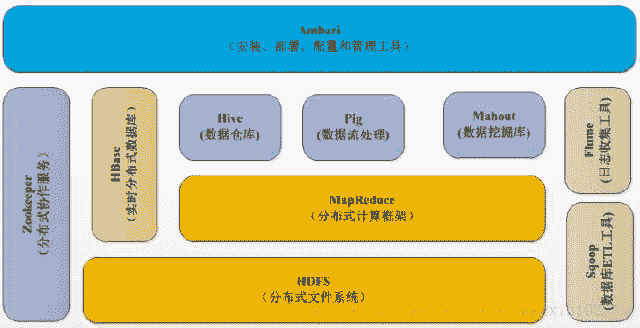 Ambari
(安装、部署、配置和管理工具)
Zookeeper
(分布式协作服务)
HBase
(实时分布式数据库)
Hive
(数据仓库)
Pig
(数据流处理)
Mahout
(数据挖掘库)
Flume
(日志收集工具)
MapReduce
(分布式计算框架)
Sqoop
(数据库ETL工具)
HDFS
(分布式文件系统)